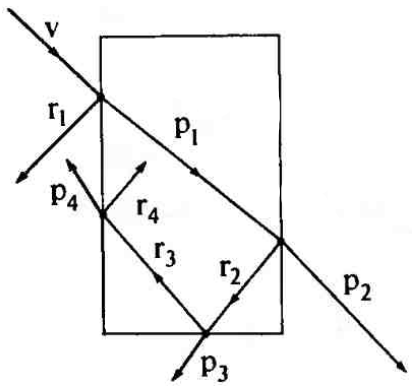 v
r₁
p₁
p₄
r₄
r₃
r₂
p₂
p₃